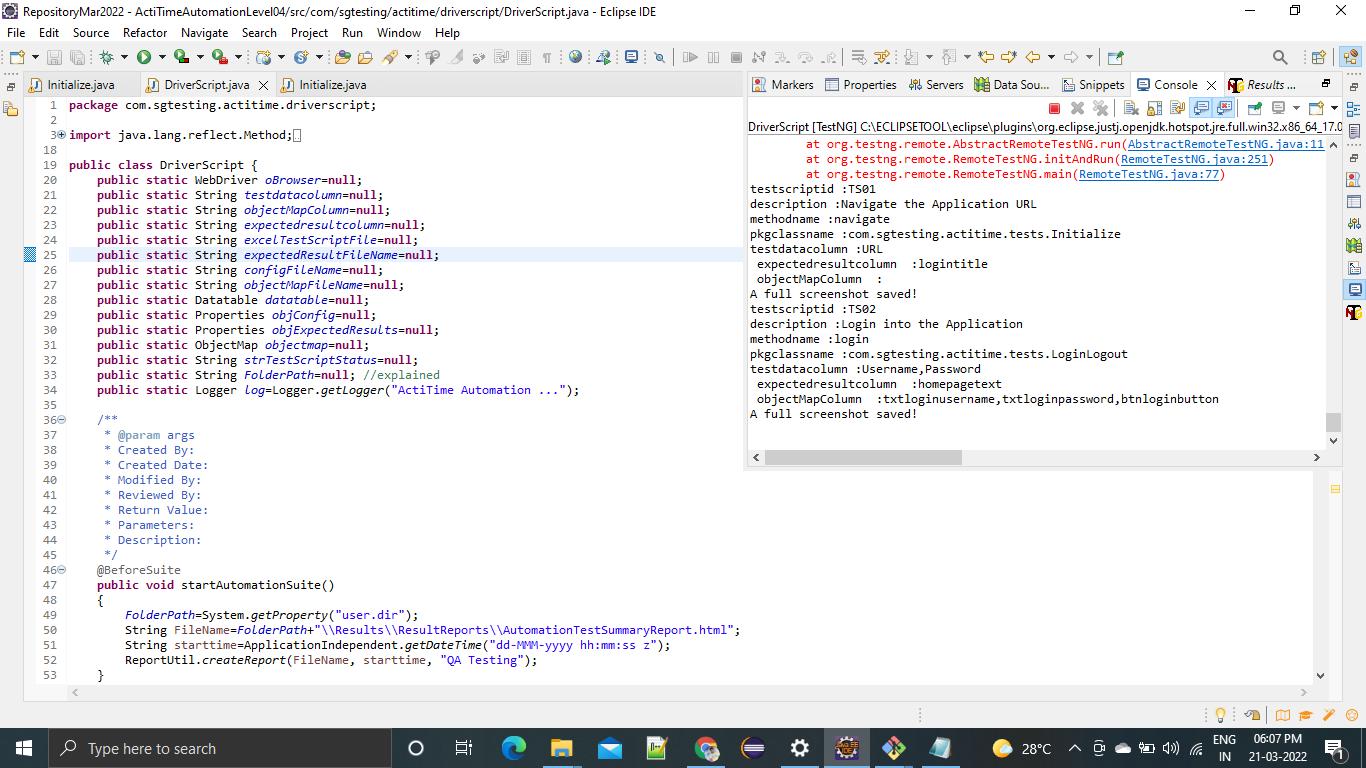 RepositoryMar2022 - ActiTimeAutomationLevel04/src/com/sgtesting/actitime/driverscript/DriverScript.java - Eclipse IDE
File Edit Source Refactor Navigate Search Project Run Window Help
Initialize.java DriverScript.java Initialize.java
1 package com.sgtesting.actitime.driverscript;
2
3 import java.lang.reflect.Method;
18
19 public class DriverScript {
20 public static WebDriver oBrowser=null;
21 public static String testdatacolumn=null;
22 public static String objectMapColumn=null;
23 public static String expectedresultcolumn=null;
24 public static String excelTestScriptFile=null;
25 public static String expectedResultFileName=null;
26 public static String configFileName=null;
27 public static String objectMapFileName=null;
28 public static Datatable datatable=null;
29 public static Properties objConfig=null;
30 public static Properties objExpectedResults=null;
31 public static ObjectMap objectmap=null;
32 public static String strTestScriptStatus=null;
33 public static String FolderPath=null; //explained
34 public static Logger log=Logger.getLogger("ActiTime Automation ...");
35
36 /**
37 * @param args
38 * Created By:
39 * Created Date:
40 * Modified By:
41 * Reviewed By:
42 * Return Value:
43 * Parameters:
44 * Description:
45 */
46 @BeforeSuite
47 public void startAutomationSuite()
48 {
49 FolderPath=System.getProperty("user.dir");
50 String FileName=FolderPath+"\\Results\\ResultReports\\AutomationTestSummaryReport.html";
51 String starttime=ApplicationIndependent.getDateTime("dd-MMM-yyyy hh:mm:ss z");
52 ReportUtil.createReport(FileName, starttime, "QA Testing");
53 }
Markers Properties Servers Data Sou... Snippets Console Results ...
DriverScript [TestNG] C:\ECLIPSETOOL\eclipse\plugins\org.eclipse.justj.openjdk.hotspot.jre.full.win32.x86_64_17.0
at org.testng.remote.AbstractRemoteTestNG.run(AbstractRemoteTestNG.java:11
at org.testng.remote.RemoteTestNG.initAndRun(RemoteTestNG.java:251)
at org.testng.remote.RemoteTestNG.main(RemoteTestNG.java:77)
testscriptid :TS01
description :Navigate the Application URL
methodname :navigate
pkgclassname :com.sgtesting.actitime.tests.Initialize
testdatacolumn :URL
expectedresultcolumn :logintitle
objectMapColumn :
A full screenshot saved!
testscriptid :TS02
description :Login into the Application
methodname :login
pkgclassname :com.sgtesting.actitime.tests.LoginLogout
testdatacolumn :Username,Password
expectedresultcolumn :homepagetext
objectMapColumn :txtloginusername,txtloginpassword,btnloginbutton
A full screenshot saved!
Type here to search
28°C
ENG
IN
06:07 PM
21-03-2022
1